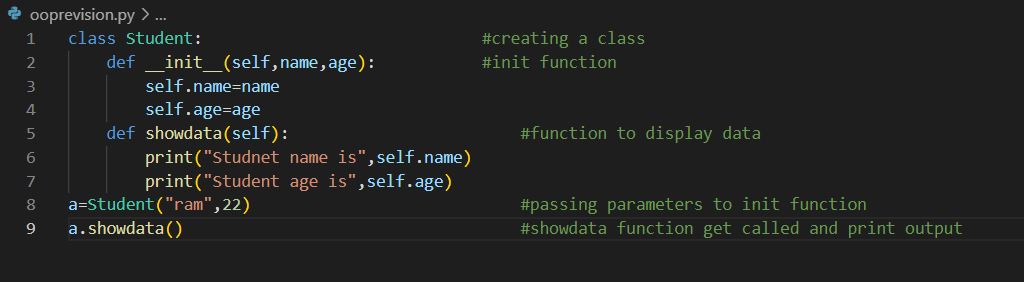 ooprevision.py > ...
1 class Student: #creating a class
2 def __init__(self,name,age): #init function
3 self.name=name
4 self.age=age
5 def showdata(self): #function to display data
6 print("Studnet name is",self.name)
7 print("Student age is",self.age)
8 a=Student("ram",22) #passing parameters to init function
9 a.showdata() #showdata function get called and print output